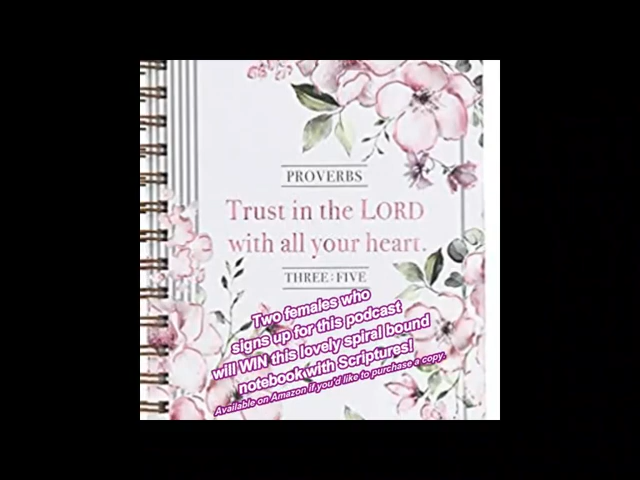 PROVERBS
Trust in the LORD
with all your heart.
THREE:FIVE
Two females who
signs up for this podcast
will WIN this lovely spiral bound
notebook with Scriptures!
Available on Amazon if you'd like to purchase a copy.